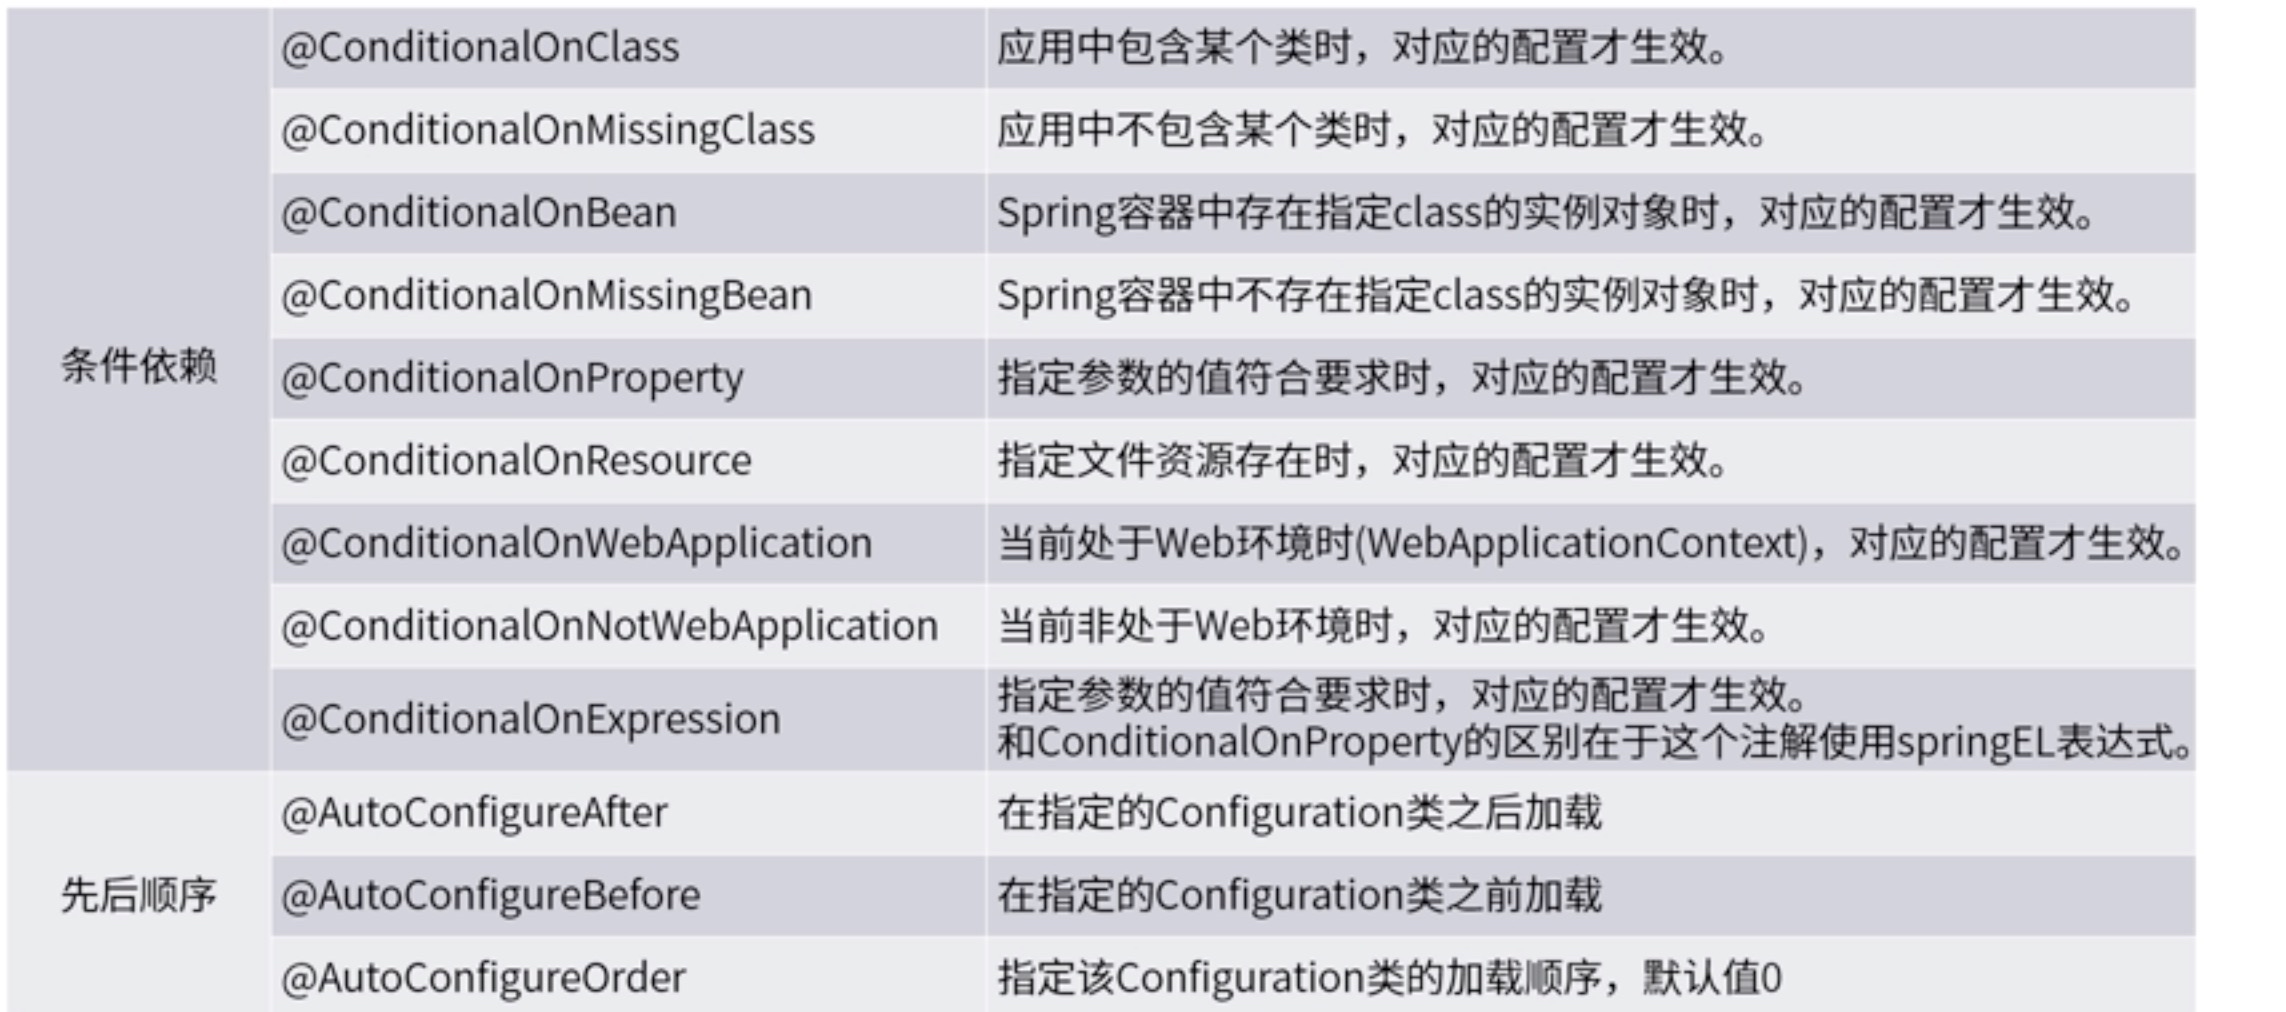 @ConditionalOnClass 应用中包含某个类时，对应的配置才生效。
@ConditionalOnMissingClass 应用中不包含某个类时，对应的配置才生效。
@ConditionalOnBean Spring容器中存在指定class的实例对象时，对应的配置才生效。
@ConditionalOnMissingBean Spring容器中不存在指定class的实例对象时，对应的配置才生效。
条件依赖
@ConditionalOnProperty 指定参数的值符合要求时，对应的配置才生效。
@ConditionalOnResource 指定文件资源存在时，对应的配置才生效。
@ConditionalOnWebApplication 当前处于Web环境时(WebApplicationContext)，对应的配置才生效。
@ConditionalOnNotWebApplication 当前非处于Web环境时，对应的配置才生效。
@ConditionalOnExpression 指定参数的值符合要求时，对应的配置才生效。
和ConditionalOnProperty的区别在于这个注解使用springEL表达式。
@AutoConfigureAfter 在指定的Configuration类之后加载
先后顺序 @AutoConfigureBefore 在指定的Configuration类之前加载
@AutoConfigureOrder 指定该Configuration类的加载顺序，默认值0